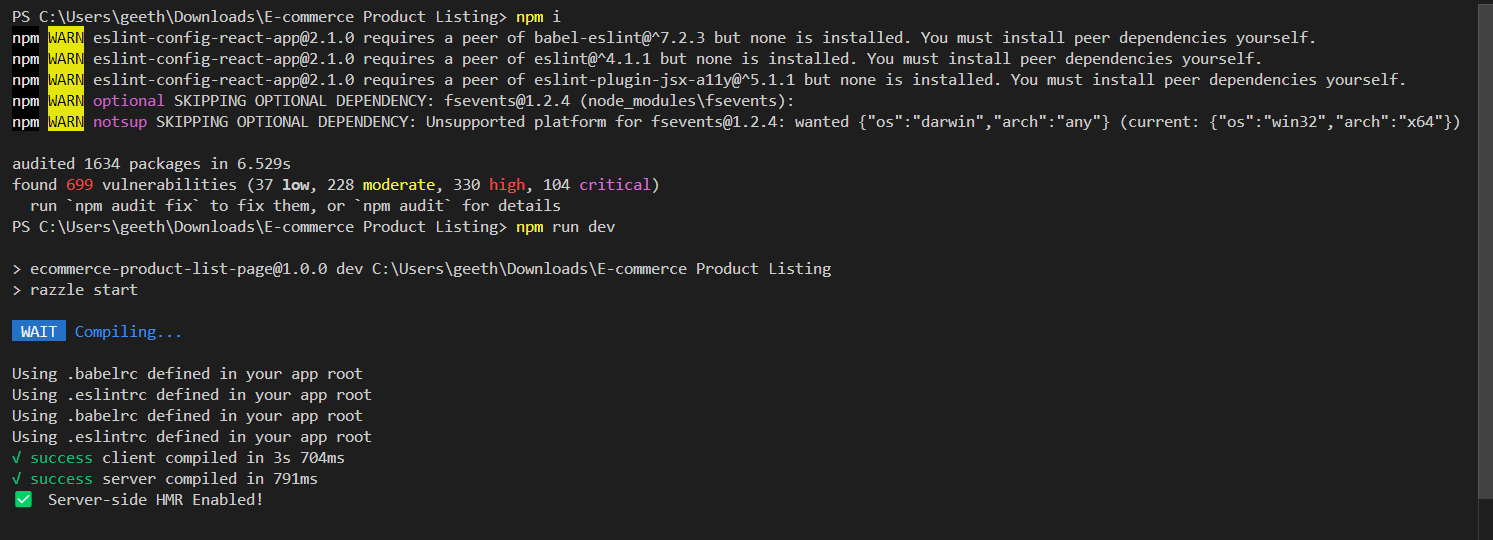 PS C:\Users\geeth\Downloads\E-commerce Product Listing> npm i
npm WARN eslint-config-react-app@2.1.0 requires a peer of babel-eslint@^7.2.3 but none is installed. You must install peer dependencies yourself.
npm WARN eslint-config-react-app@2.1.0 requires a peer of eslint@^4.1.1 but none is installed. You must install peer dependencies yourself.
npm WARN eslint-config-react-app@2.1.0 requires a peer of eslint-plugin-jsx-a11y@^5.1.1 but none is installed. You must install peer dependencies yourself.
npm WARN optional SKIPPING OPTIONAL DEPENDENCY: fsevents@1.2.4 (node_modules\fsevents):
npm WARN notsup SKIPPING OPTIONAL DEPENDENCY: Unsupported platform for fsevents@1.2.4: wanted {"os":"darwin","arch":"any"} (current: {"os":"win32","arch":"x64"})
audited 1634 packages in 6.529s
found 699 vulnerabilities (37 low, 228 moderate, 330 high, 104 critical)
  run `npm audit fix` to fix them, or `npm audit` for details
PS C:\Users\geeth\Downloads\E-commerce Product Listing> npm run dev
> ecommerce-product-list-page@1.0.0 dev C:\Users\geeth\Downloads\E-commerce Product Listing
> razzle start
WAIT Compiling...
Using .babelrc defined in your app root
Using .eslintrc defined in your app root
Using .babelrc defined in your app root
Using .eslintrc defined in your app root
√ success client compiled in 3s 704ms
√ success server compiled in 791ms
✅ Server-side HMR Enabled!